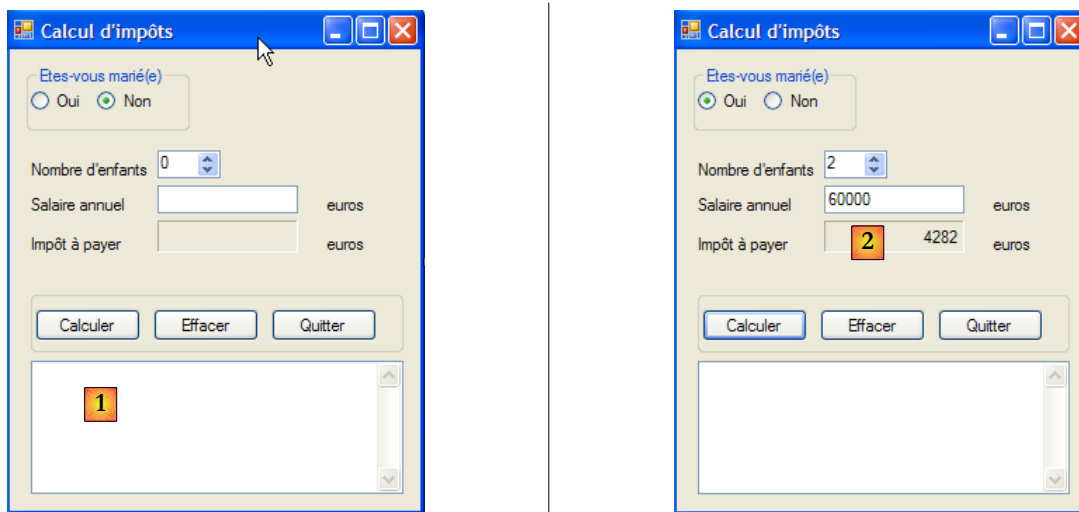 Calcul d'impôts
Etes-vous marié(e)
Oui Non
Nombre d'enfants 0
Salaire annuel euros
Impôt à payer euros
Calculer Effacer Quitter
1
Calcul d'impôts
Etes-vous marié(e)
Oui Non
Nombre d'enfants 2
Salaire annuel 60000 euros
Impôt à payer 2 4282 euros
Calculer Effacer Quitter